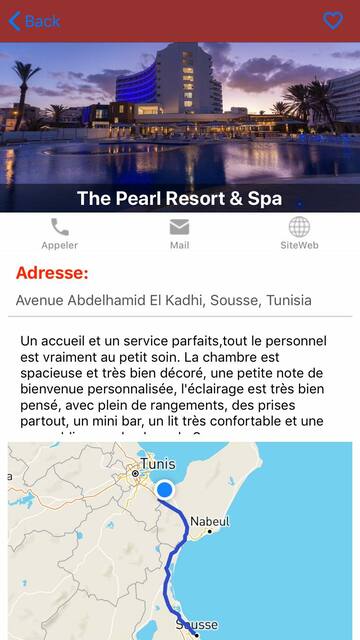 Back
The Pearl Resort & Spa
Appeler
Mail
SiteWeb
Adresse:
Avenue Abdelhamid El Kadhi, Sousse, Tunisia
Un accueil et un service parfaits,tout le personnel
est vraiment au petit soin. La chambre est
spacieuse et très bien décoré, une petite note de
bienvenue personnalisée, l'éclairage est très bien
pensé, avec plein de rangements, des prises
partout, un mini bar, un lit très confortable et une
Tunis
Nabeul
Sousse